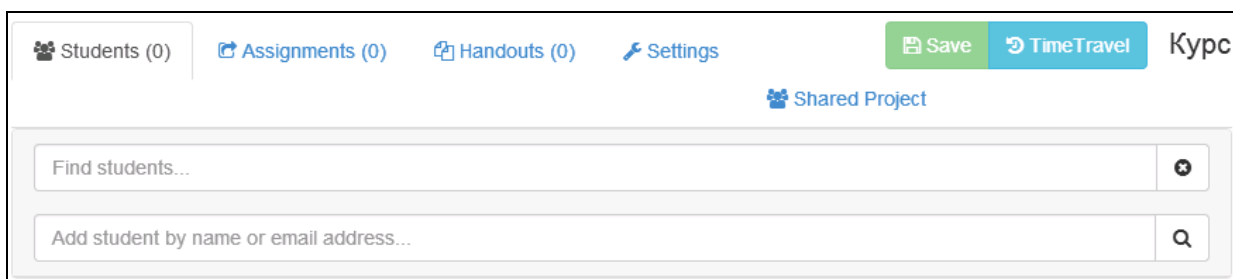 Students (0) Assignments (0) Handouts (0) Settings Save TimeTravel Курс
Shared Project
Find students...
Add student by name or email address...